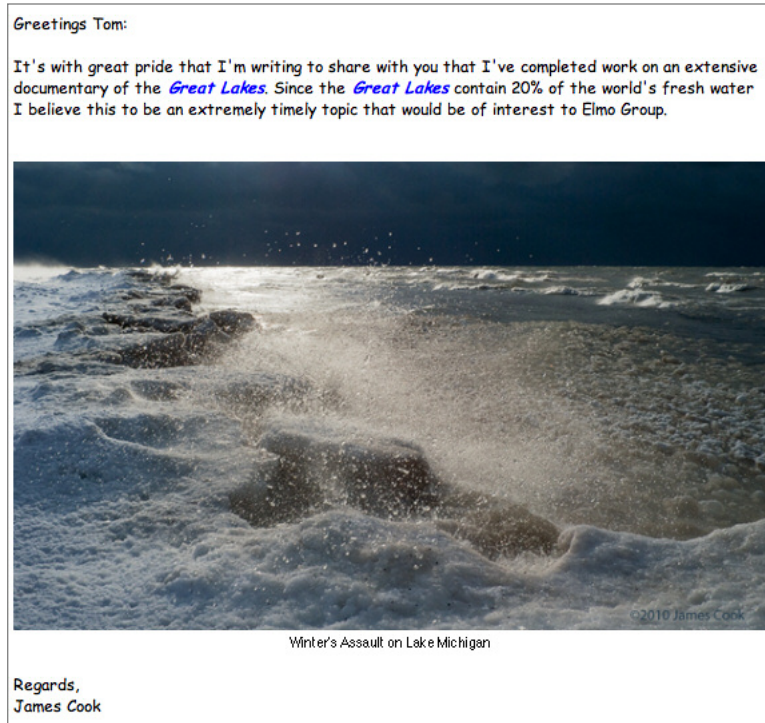 Greetings Tom:
It's with great pride that I'm writing to share with you that I've completed work on an extensive
documentary of the Great Lakes. Since the Great Lakes contain 20% of the world's fresh water
I believe this to be an extremely timely topic that would be of interest to Elmo Group.
©2010 James Cook
Winter's Assault on Lake Michigan
Regards,
James Cook